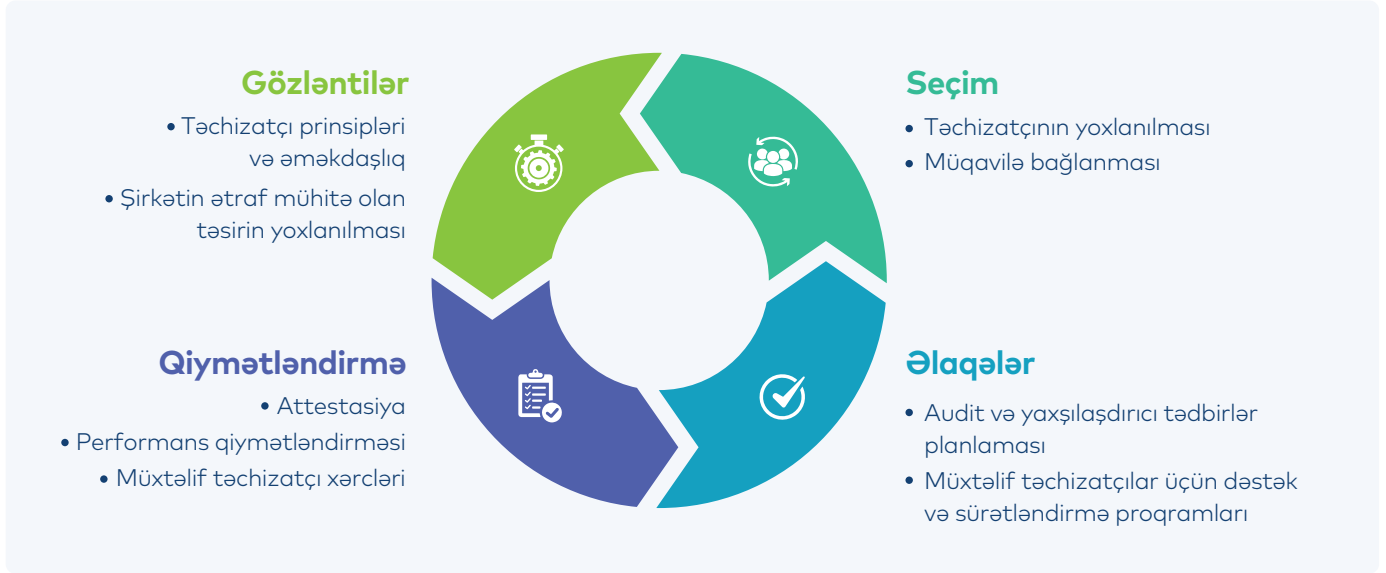 Gözləntilər
• Təchizatçı prinsipləri
və əməkdaşlıq
• Şirkətin ətraf mühitə olan
təsirin yoxlanılması
Seçim
• Təchizatçının yoxlanılması
• Müqavilə bağlanması
Qiymətləndirmə
• Attestasiya
• Performans qiymətləndirməsi
• Müxtəlif təchizatçı xərcləri
Əlaqələr
• Audit və yaxşılaşdırıcı tədbirlər
planlaması
• Müxtəlif təchizatçılar üçün dəstək
və sürətləndirmə proqramları